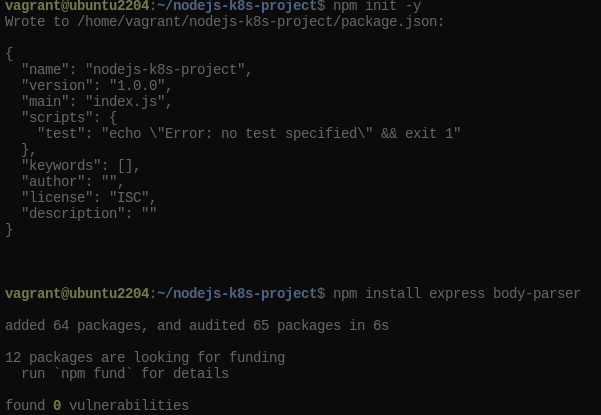 vagrant@ubuntu2204:~/nodejs-k8s-project$ npm init -y
Wrote to /home/vagrant/nodejs-k8s-project/package.json:
{
  "name": "nodejs-k8s-project",
  "version": "1.0.0",
  "main": "index.js",
  "scripts": {
    "test": "echo \"Error: no test specified\" && exit 1"
  },
  "keywords": [],
  "author": "",
  "license": "ISC",
  "description": ""
}
vagrant@ubuntu2204:~/nodejs-k8s-project$ npm install express body-parser
added 64 packages, and audited 65 packages in 6s
12 packages are looking for funding
  run `npm fund` for details
found 0 vulnerabilities